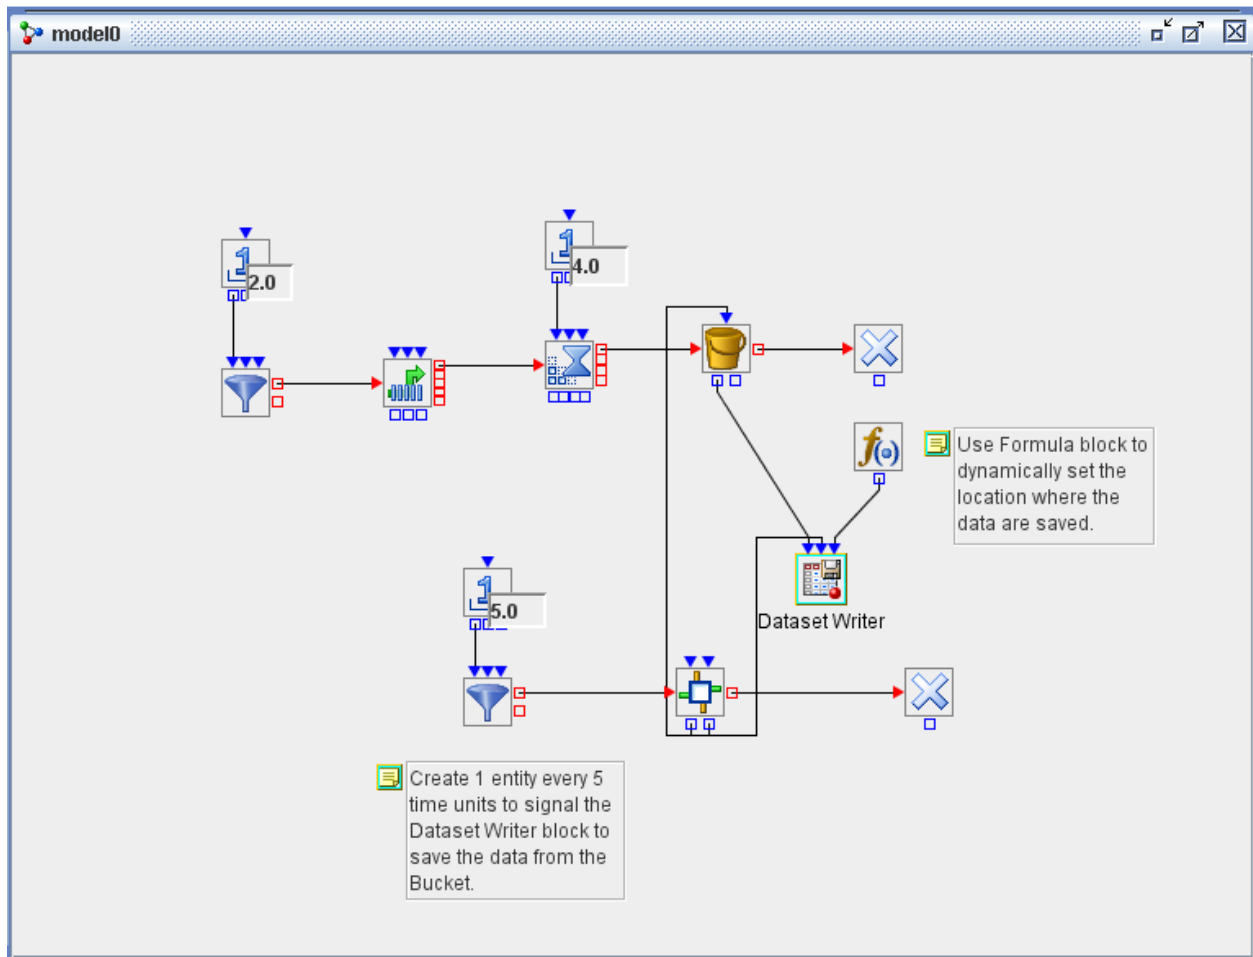 model0
2.0
4.0
Use Formula block to
dynamically set the
location where the
data are saved.
5.0
Dataset Writer
Create 1 entity every 5
time units to signal the
Dataset Writer block to
save the data from the
Bucket.